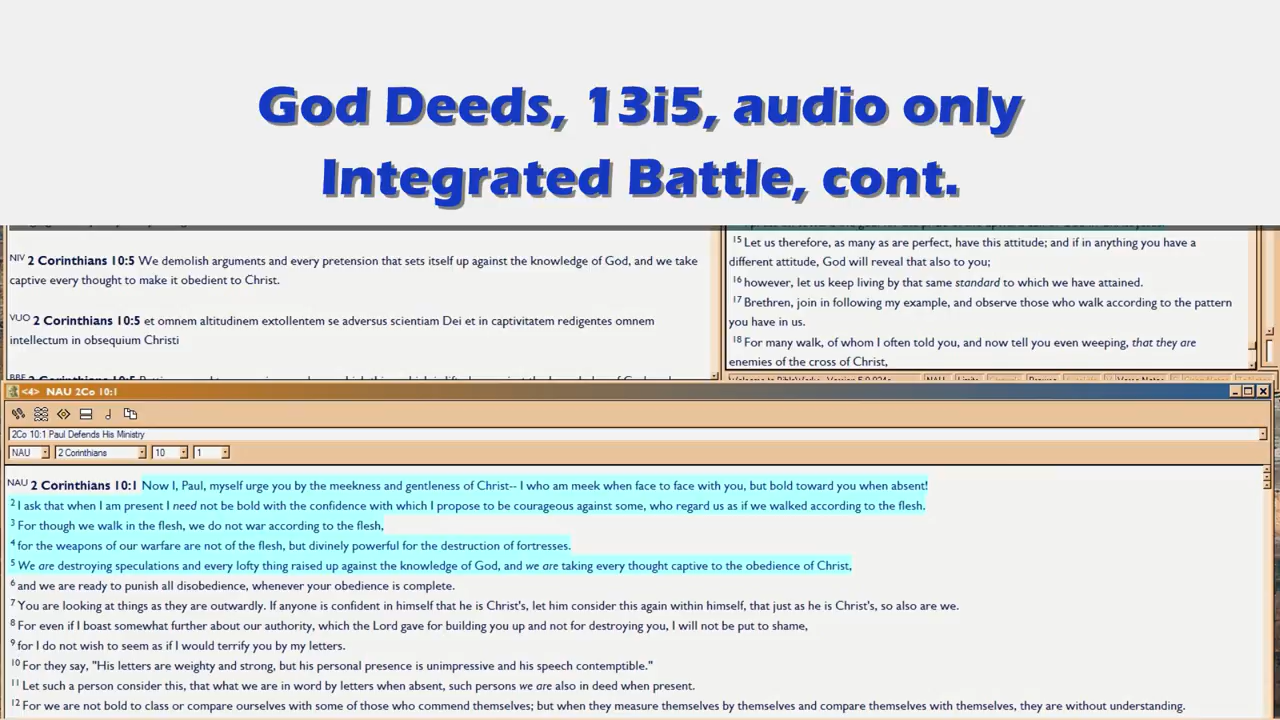 God Deeds, 13i5, audio only
Integrated Battle, cont.
NIV 2 Corinthians 10:5 We demolish arguments and every pretension that sets itself up against the knowledge of God, and we take
captive every thought to make it obedient to Christ.
VUO 2 Corinthians 10:5 et omnem altitudinem extollentem se adversus scientiam Dei et in captivitatem redigentes omnem
intellectum in obsequium Christi
BBE 2 Corinthians 10:5
15 Let us therefore, as many as are perfect, have this attitude; and if in anything you have a
different attitude, God will reveal that also to you;
16 however, let us keep living by that same standard to which we have attained.
17 Brethren, join in following my example, and observe those who walk according to the pattern
you have in us.
18 For many walk, of whom I often told you, and now tell you even weeping, that they are
enemies of the cross of Christ,
<4> NAU 2Co 10:1
2Co 10:1 Paul Defends His Ministry
NAU 2 Corinthians 10 1
NAU 2 Corinthians 10:1 Now I, Paul, myself urge you by the meekness and gentleness of Christ-- I who am meek when face to face with you, but bold toward you when absent!
2 I ask that when I am present I need not be bold with the confidence with which I propose to be courageous against some, who regard us as if we walked according to the flesh.
3 For though we walk in the flesh, we do not war according to the flesh,
4 for the weapons of our warfare are not of the flesh, but divinely powerful for the destruction of fortresses.
5 We are destroying speculations and every lofty thing raised up against the knowledge of God, and we are taking every thought captive to the obedience of Christ,
6 and we are ready to punish all disobedience, whenever your obedience is complete.
7 You are looking at things as they are outwardly. If anyone is confident in himself that he is Christ's, let him consider this again within himself, that just as he is Christ's, so also are we.
8 For even if I boast somewhat further about our authority, which the Lord gave for building you up and not for destroying you, I will not be put to shame,
9 for I do not wish to seem as if I would terrify you by my letters.
10 For they say, "His letters are weighty and strong, but his personal presence is unimpressive and his speech contemptible."
11 Let such a person consider this, that what we are in word by letters when absent, such persons we are also in deed when present.
12 For we are not bold to class or compare ourselves with some of those who commend themselves; but when they measure themselves by themselves and compare themselves with themselves, they are without understanding.